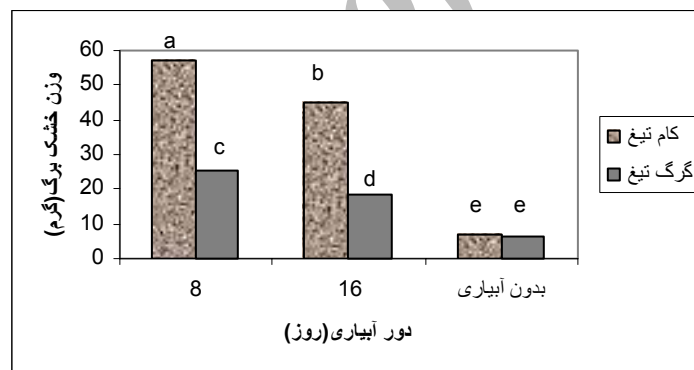 60
50
40
30
20
10
0
وزن خشک برگ(گرم)
a
b
c
d
e e
8
16
بدون آبیاری
دور آبیاری(روز)
کام تیغ
گرگ تیغ